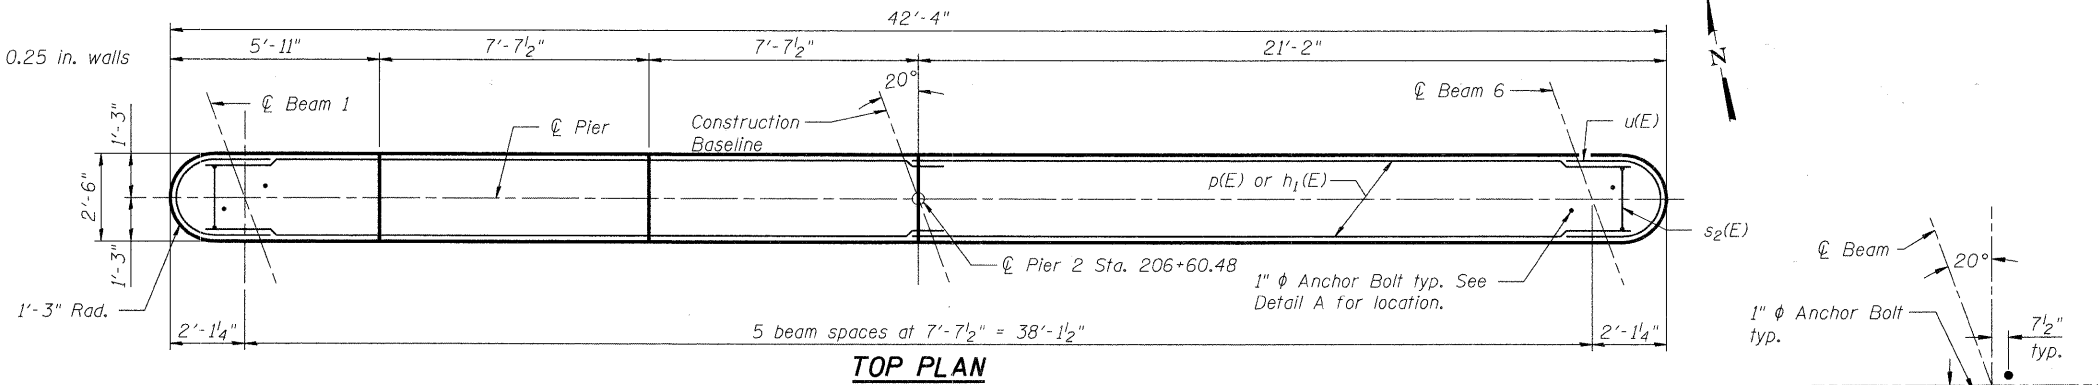 42'-4"
0.25 in. walls
5'-11"
7'-7½"
7'-7½"
21'-2"
N
20°
℄ Beam 1
℄ Beam 6
1'-3"
℄ Pier
Construction
Baseline
u(E)
2'-6"
p(E) or h₁(E)
1'-3"
s₂(E)
℄ Pier 2 Sta. 206+60.48
℄ Beam
20°
1'-3" Rad.
1" ϕ Anchor Bolt typ. See
Detail A for location.
1" ϕ Anchor Bolt
typ.
7½"
typ.
2'-1¼"
5 beam spaces at 7'-7½" = 38'-1½"
2'-1¼"
TOP PLAN